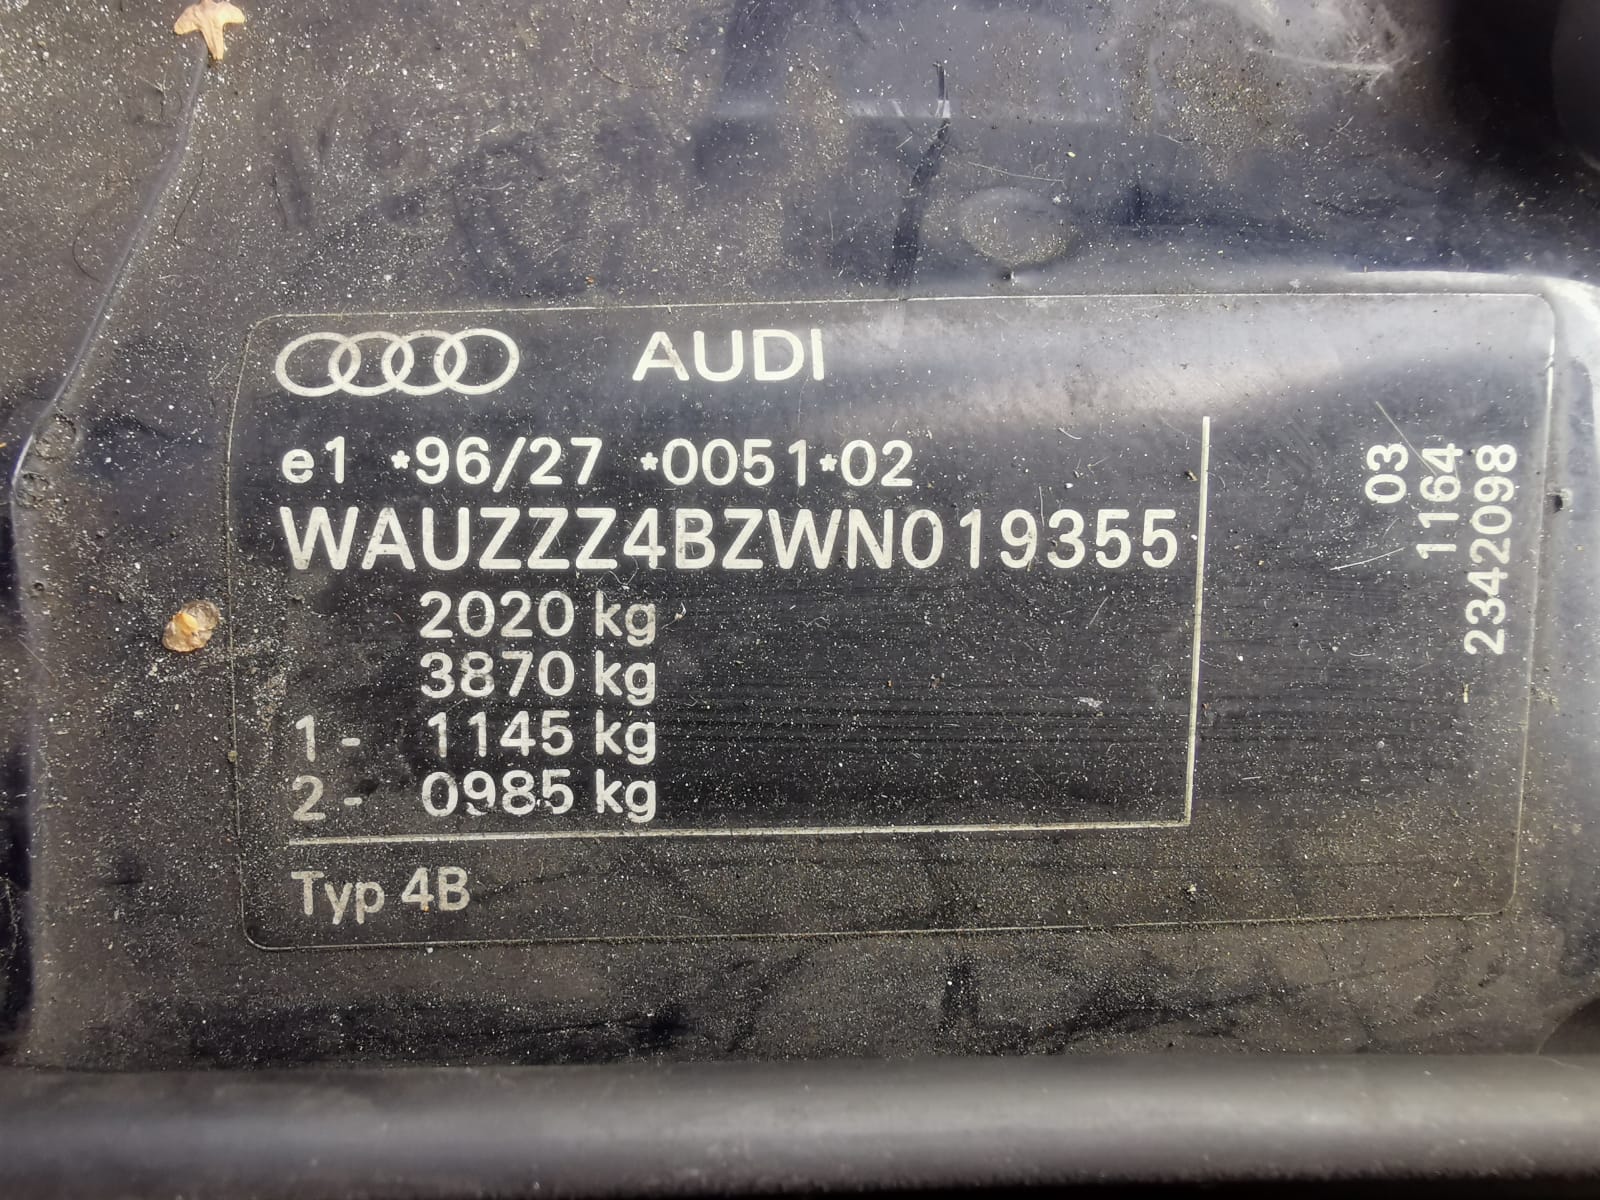 AUDI
e1 *96/27 *0051*02
WAUZZZ4BZWN019355
2020 kg
3870 kg
1- 1145 kg
2- 0985 kg
Typ 4B
03
1164
2342098